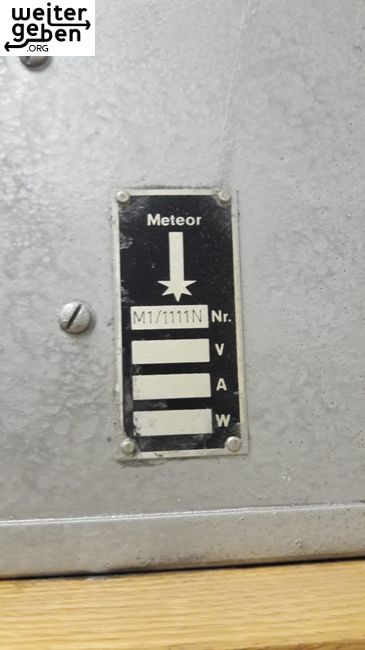 weiter
geben
.ORG
Meteor
M1/1111N Nr.
V
A
W